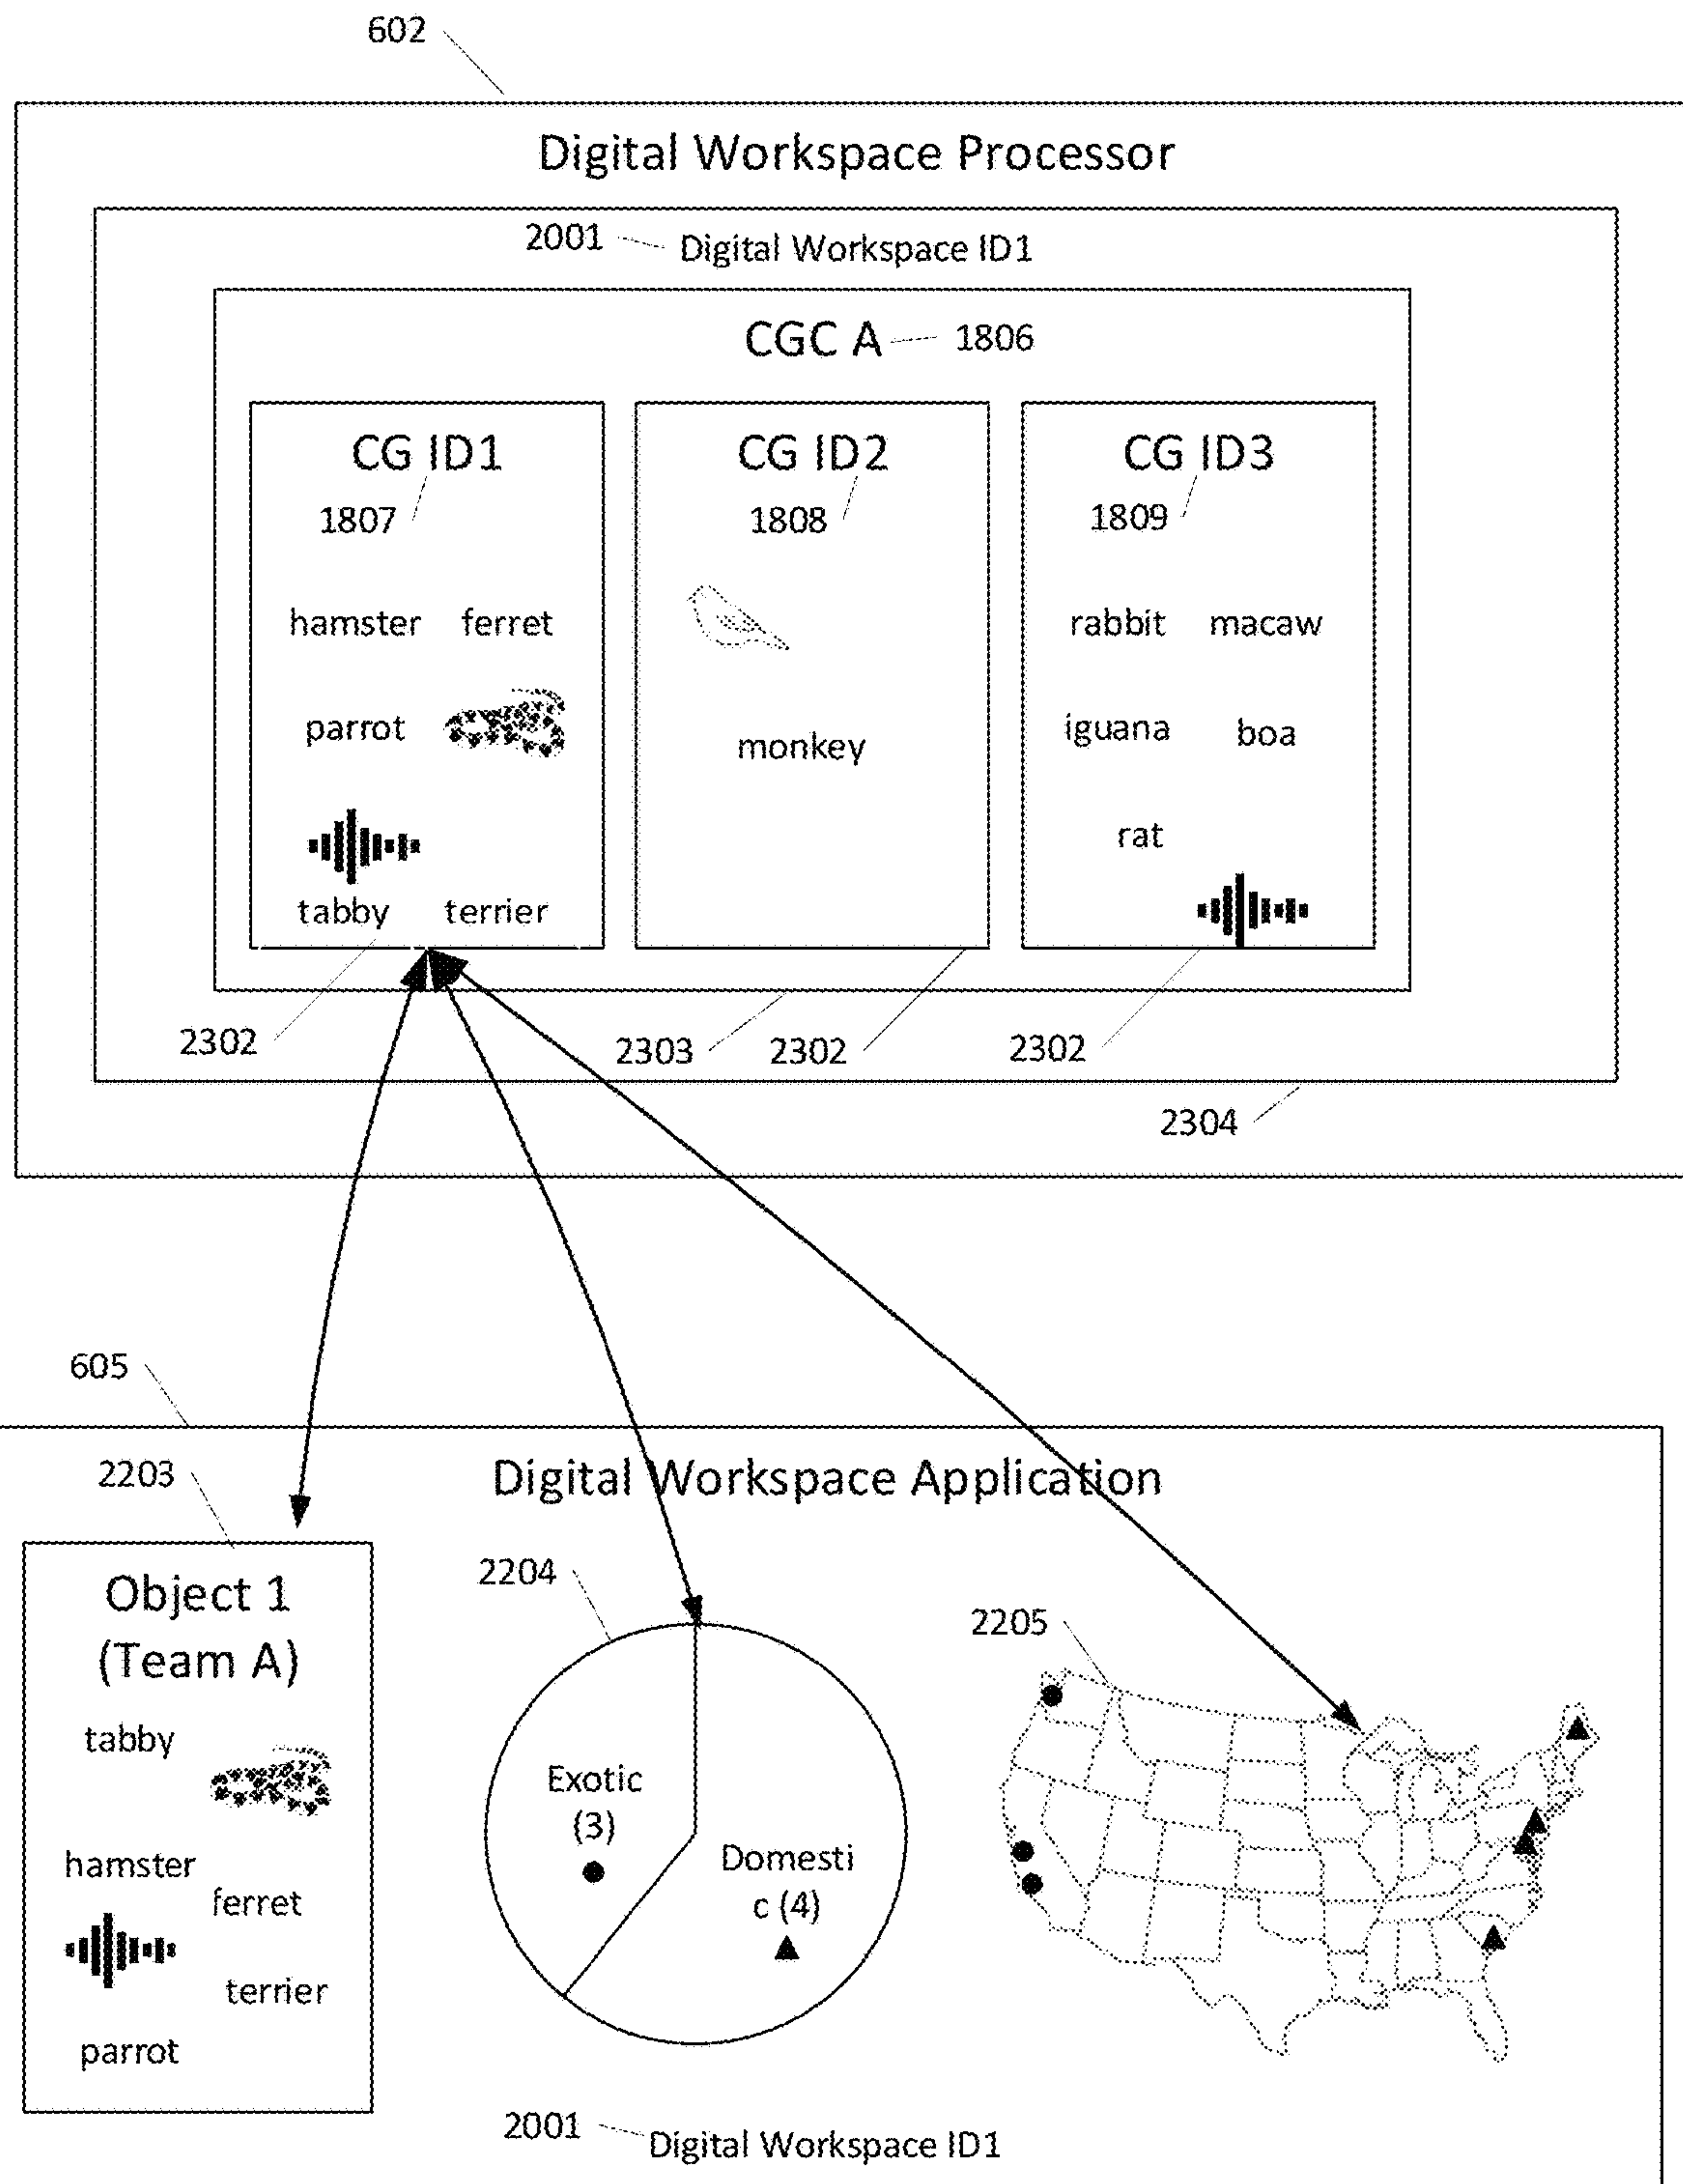 602
Digital Workspace Processor
2001 Digital Workspace ID1
CGC A 1806
CG ID1 CG ID2 CG ID3
1807 1808 1809
hamster ferret rabbit macaw
parrot monkey iguana boa
rat
tabby terrier
2302 2303 2302 2302
2304
605
2203 Digital Workspace Application
Object 1
(Team A)
tabby
hamster
ferret
terrier
parrot
2204
Exotic
(3)
Domesti
c (4)
2205
2001 Digital Workspace ID1